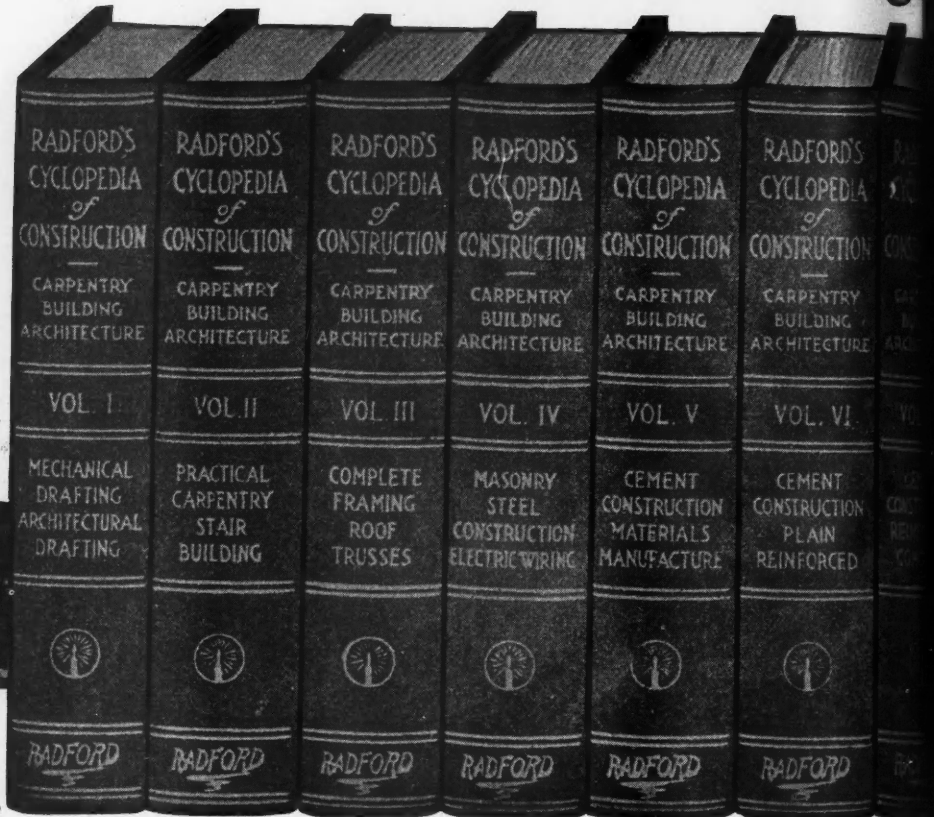 RADFORD'S
CYCLOPEDIA
of
CONSTRUCTION
CARPENTRY
BUILDING
ARCHITECTURE
VOL. I
MECHANICAL
DRAFTING
ARCHITECTURAL
DRAFTING
RADFORD
RADFORD'S
CYCLOPEDIA
of
CONSTRUCTION
CARPENTRY
BUILDING
ARCHITECTURE
VOL. II
PRACTICAL
CARPENTRY
STAIR
BUILDING
RADFORD
RADFORD'S
CYCLOPEDIA
of
CONSTRUCTION
CARPENTRY
BUILDING
ARCHITECTURE
VOL. III
COMPLETE
FRAMING
ROOF
TRUSSES
RADFORD
RADFORD'S
CYCLOPEDIA
of
CONSTRUCTION
CARPENTRY
BUILDING
ARCHITECTURE
VOL. IV
MASONRY
STEEL
CONSTRUCTION
ELECTRIC WIRING
RADFORD
RADFORD'S
CYCLOPEDIA
of
CONSTRUCTION
CARPENTRY
BUILDING
ARCHITECTURE
VOL. V
CEMENT
CONSTRUCTION
MATERIALS
MANUFACTURE
RADFORD
RADFORD'S
CYCLOPEDIA
of
CONSTRUCTION
CARPENTRY
BUILDING
ARCHITECTURE
VOL. VI
CEMENT
CONSTRUCTION
PLAIN
REINFORCED
RADFORD